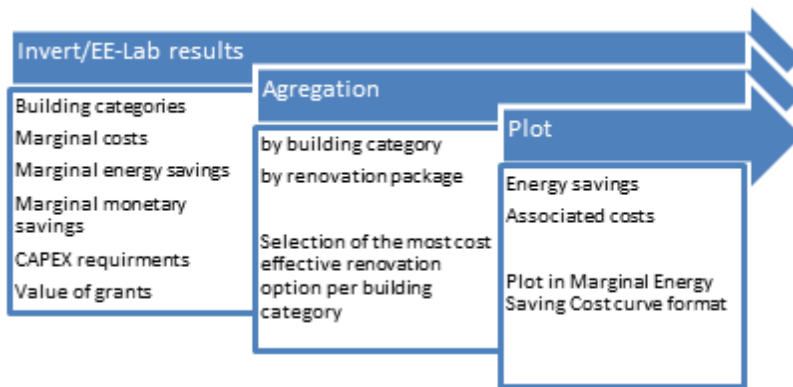 Invert/EE-Lab results
Building categories
Marginal costs
Marginal energy savings
Marginal monetary
savings
CAPEX requirments
Value of grants
Agregation
by building category
by renovation package
Selection of the most cost
effective renovation
option per building
category
Plot
Energy savings
Associated costs
Plot in Marginal Energy
Saving Cost curve format